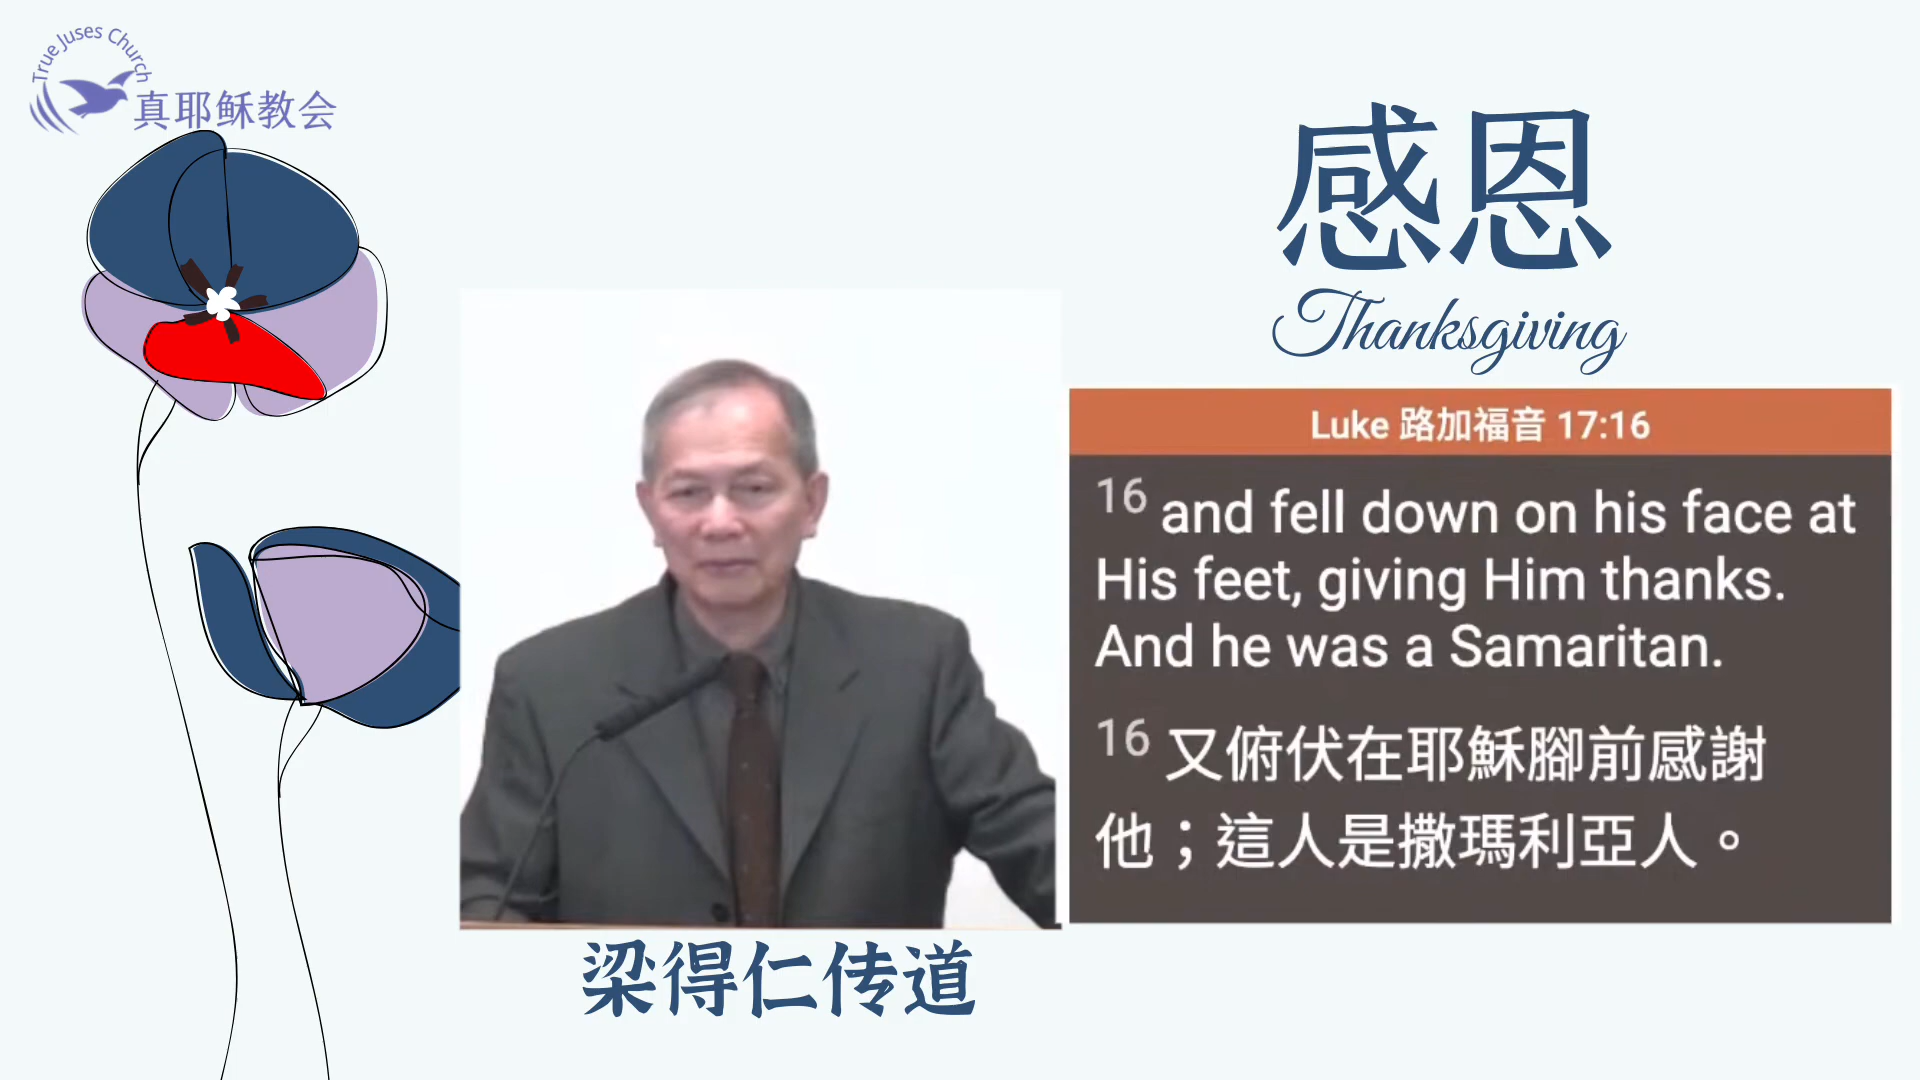 True Juses Church
真耶稣教会
感恩
Thanksgiving
Luke 路加福音 17:16
16 and fell down on his face at
His feet, giving Him thanks.
And he was a Samaritan.
16 又俯伏在耶穌腳前感謝
他；這人是撒瑪利亞人。
梁得仁传道